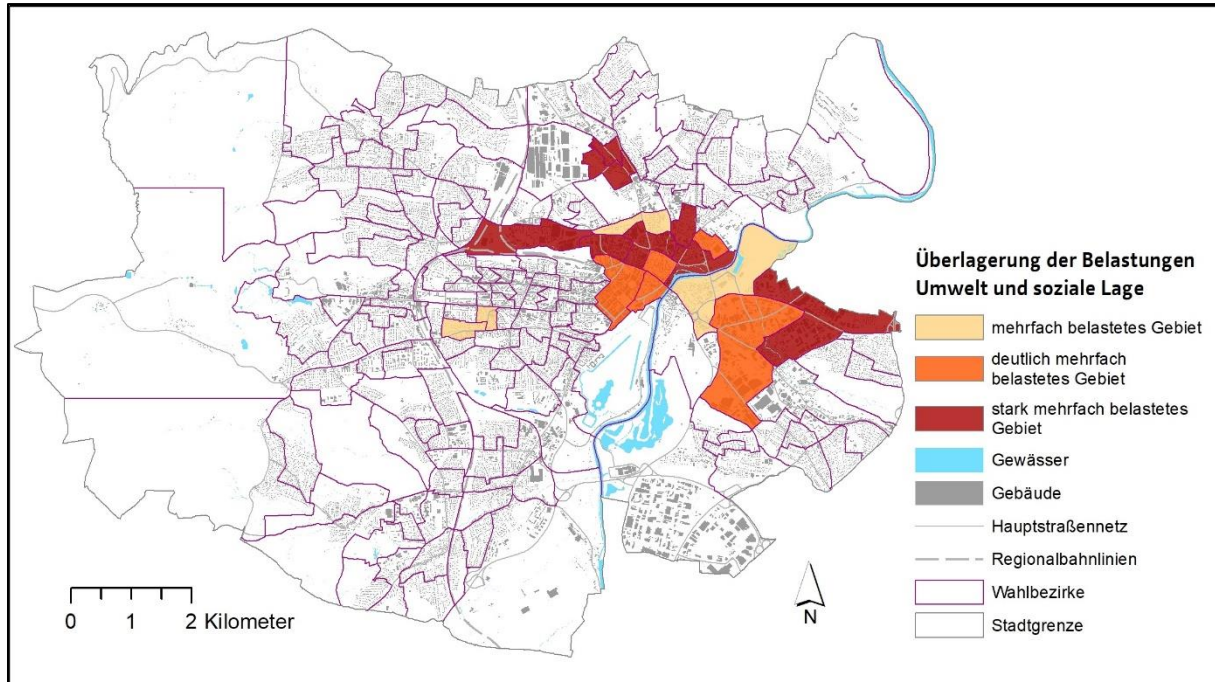 Überlagerung der Belastungen
Umwelt und soziale Lage
mehrfach belastetes Gebiet
deutlich mehrfach
belastetes Gebiet
stark mehrfach belastetes
Gebiet
Gewässer
Gebäude
Hauptstraßennetz
Regionalbahnlinien
Wahlbezirke
Stadtgrenze
0 1 2 Kilometer
N